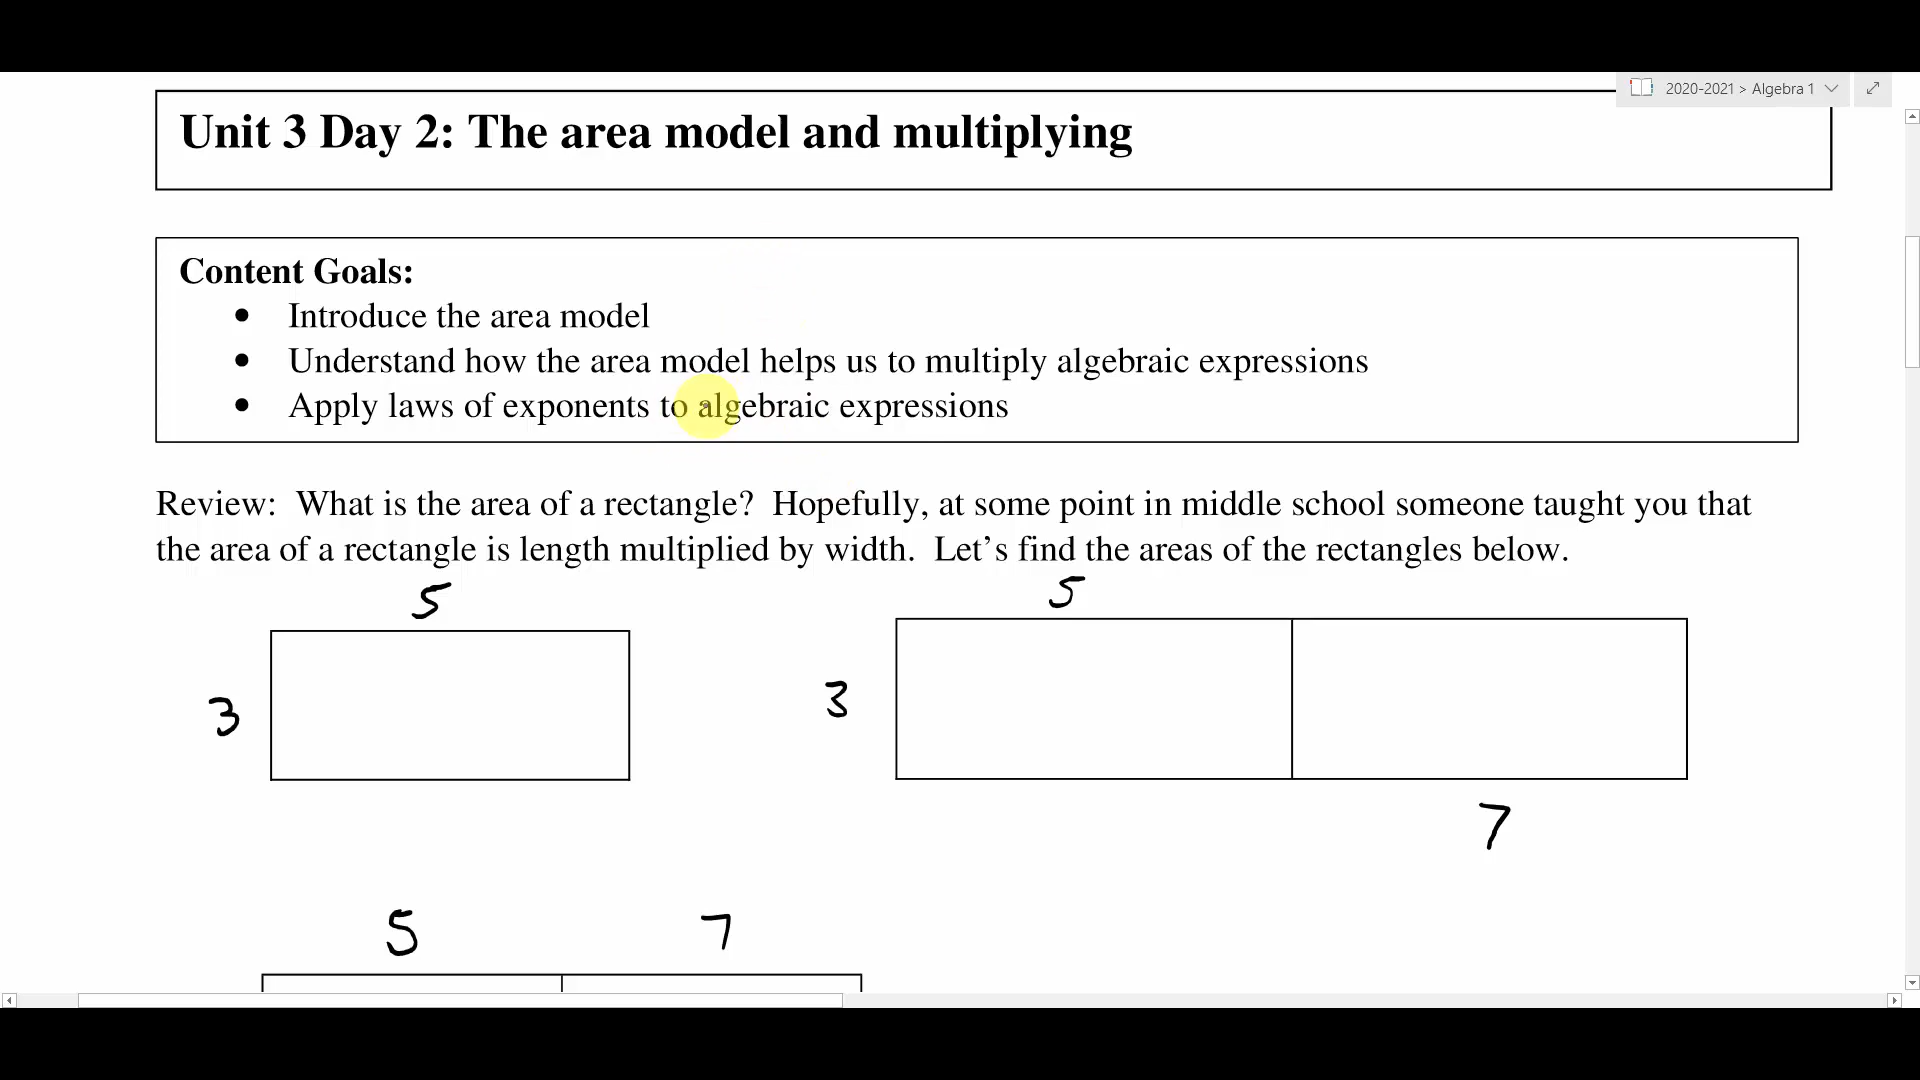 2020-2021 > Algebra 1
Unit 3 Day 2: The area model and multiplying
Content Goals:
• Introduce the area model
• Understand how the area model helps us to multiply algebraic expressions
• Apply laws of exponents to algebraic expressions
Review: What is the area of a rectangle? Hopefully, at some point in middle school someone taught you that
the area of a rectangle is length multiplied by width. Let's find the areas of the rectangles below.
5 5
3 3
7
5 7